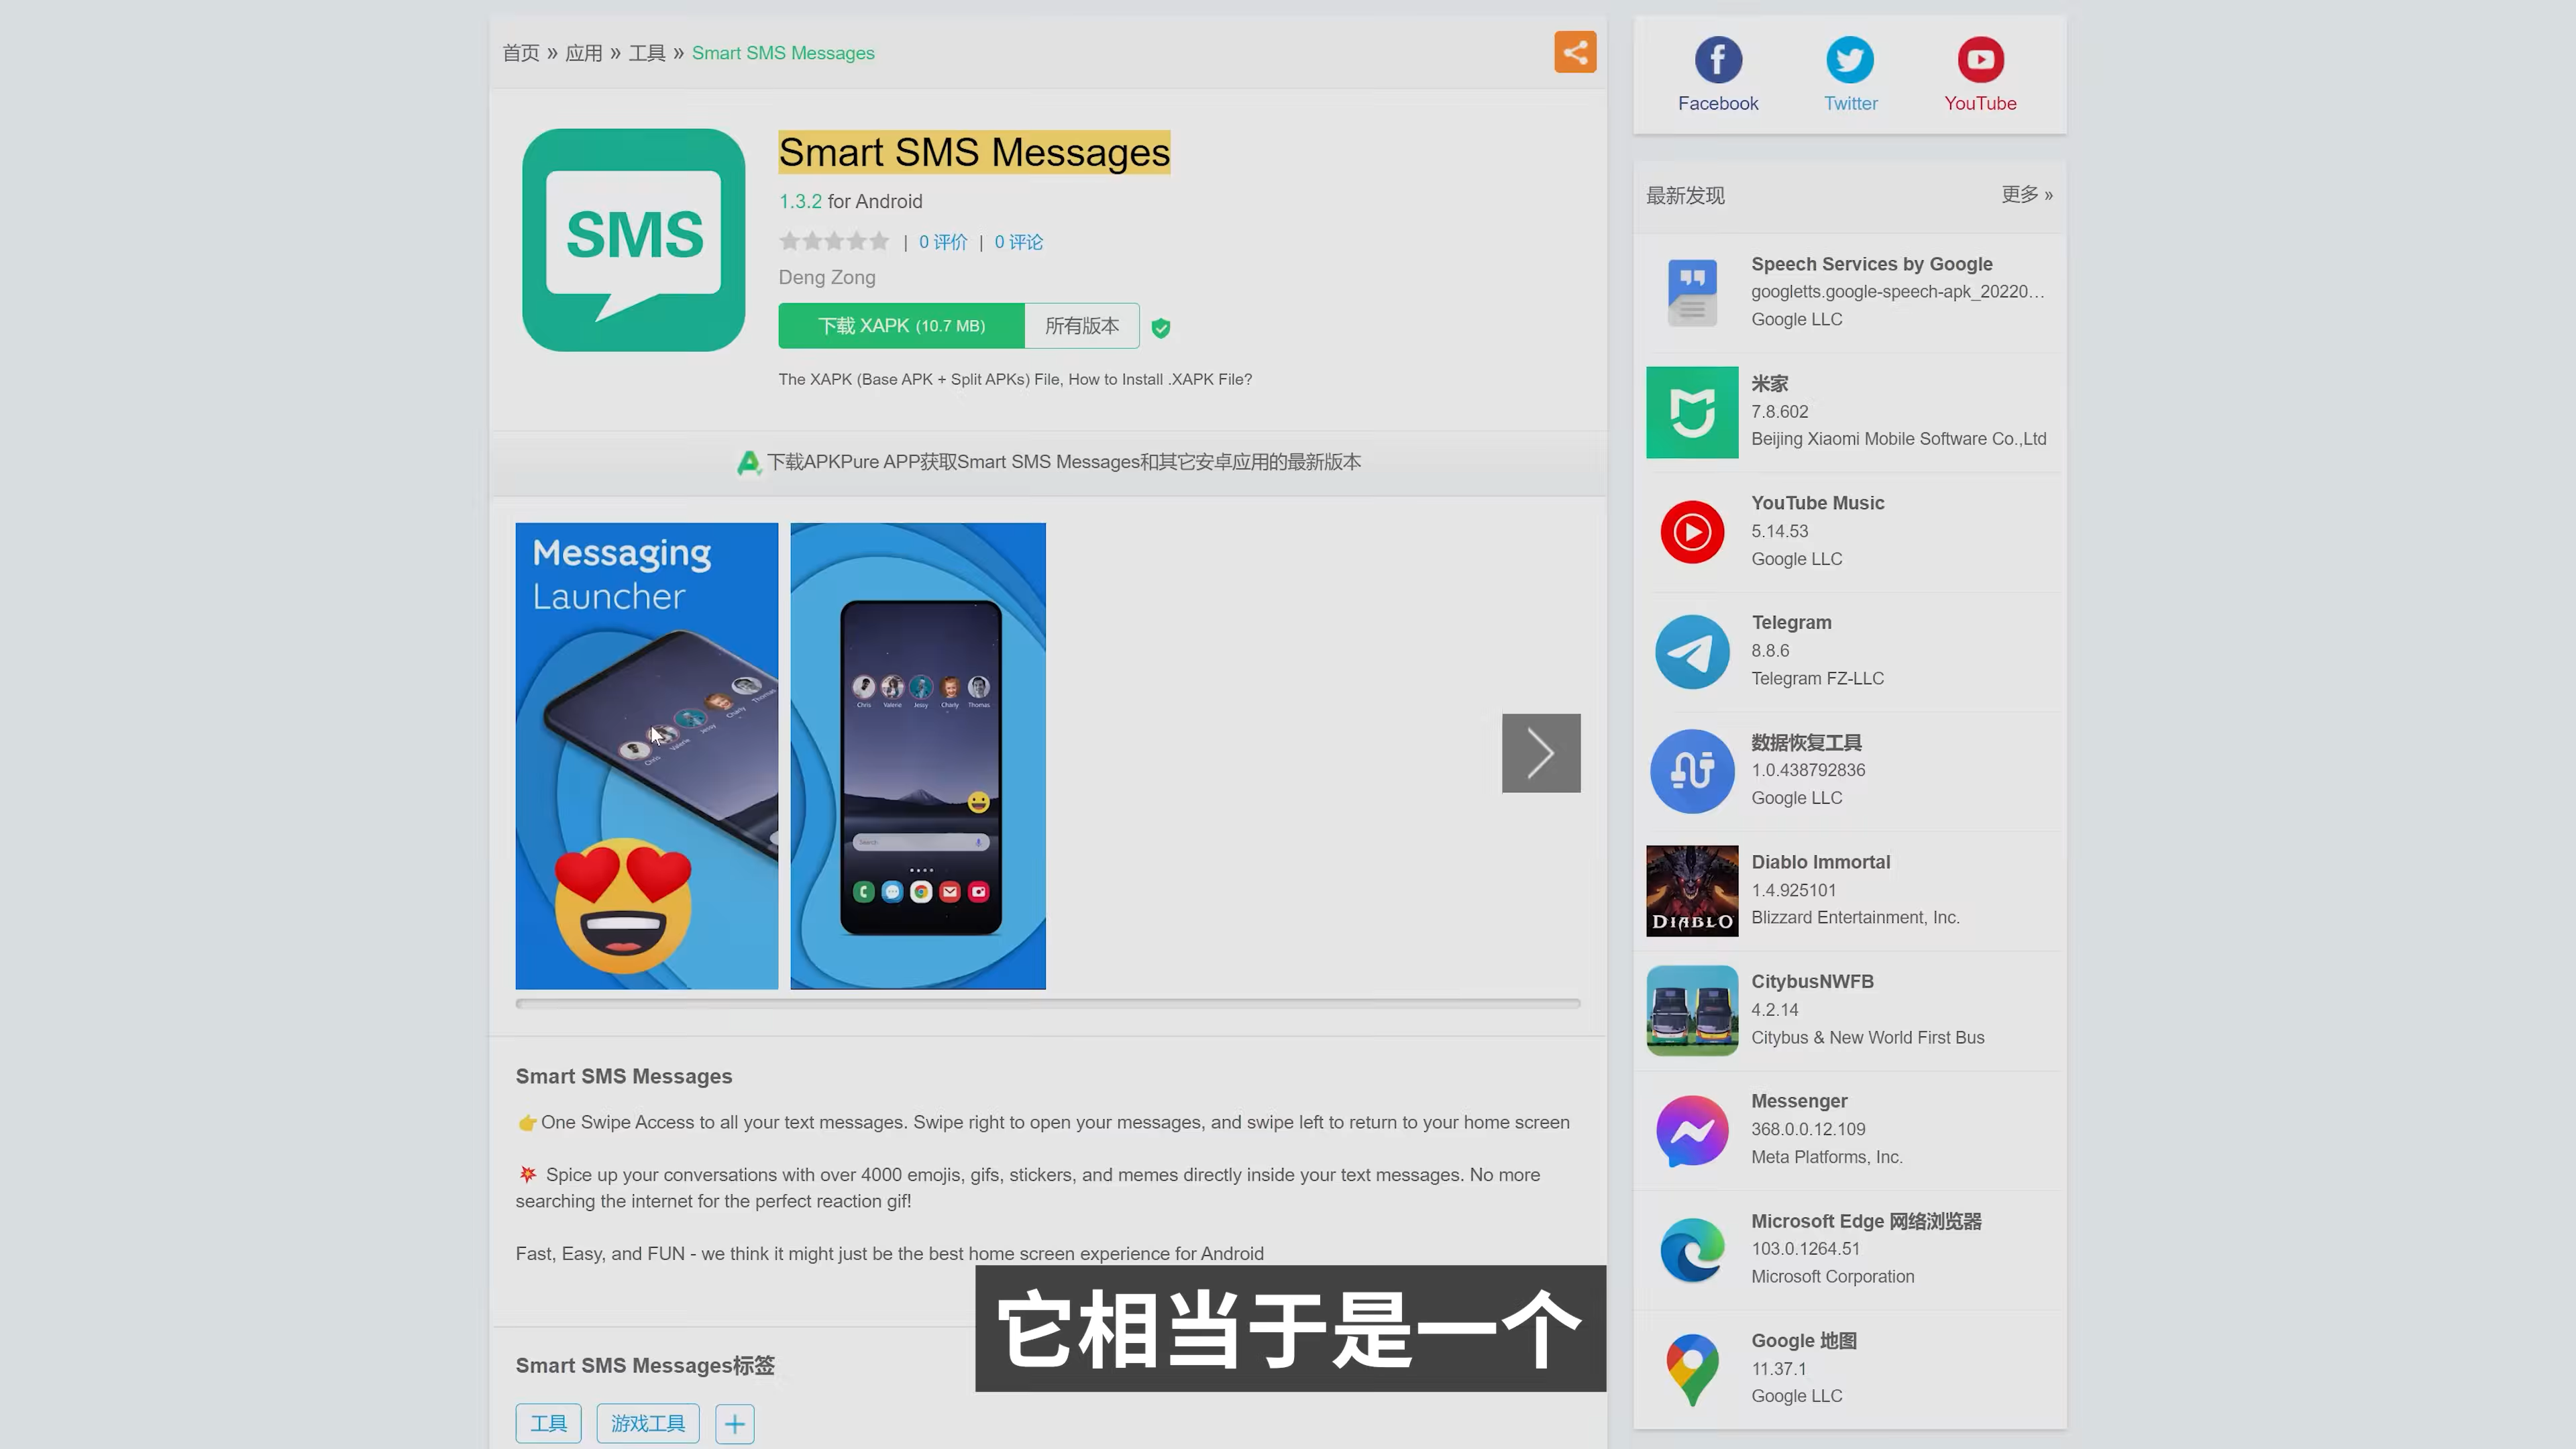 首页 » 应用 » 工具 » Smart SMS Messages
SMS
Smart SMS Messages
1.3.2 for Android
| 0 评价 | 0 评论
Deng Zong
下载 XAPK (10.7 MB)
所有版本
The XAPK (Base APK + Split APKs) File, How to Install .XAPK File?
下载APKPure APP获取Smart SMS Messages和其它安卓应用的最新版本
Messaging
Launcher
Chris
Valerie
Jessy
Charly
Thomas
Chris Valerie Jessy Charly Thomas
Search
Smart SMS Messages
👉One Swipe Access to all your text messages. Swipe right to open your messages, and swipe left to return to your home screen
💥 Spice up your conversations with over 4000 emojis, gifs, stickers, and memes directly inside your text messages. No more
searching the internet for the perfect reaction gif!
Fast, Easy, and FUN - we think it might just be the best home screen experience for Android
它相当于是一个
Smart SMS Messages标签
工具
游戏工具
Facebook
Twitter
YouTube
最新发现
更多 »
Speech Services by Google
googletts.google-speech-apk_20220…
Google LLC
米家
7.8.602
Beijing Xiaomi Mobile Software Co.,Ltd
YouTube Music
5.14.53
Google LLC
Telegram
8.8.6
Telegram FZ-LLC
数据恢复工具
1.0.438792836
Google LLC
DIABLO
Diablo Immortal
1.4.925101
Blizzard Entertainment, Inc.
CitybusNWFB
4.2.14
Citybus & New World First Bus
Messenger
368.0.0.12.109
Meta Platforms, Inc.
Microsoft Edge 网络浏览器
103.0.1264.51
Microsoft Corporation
Google 地图
11.37.1
Google LLC